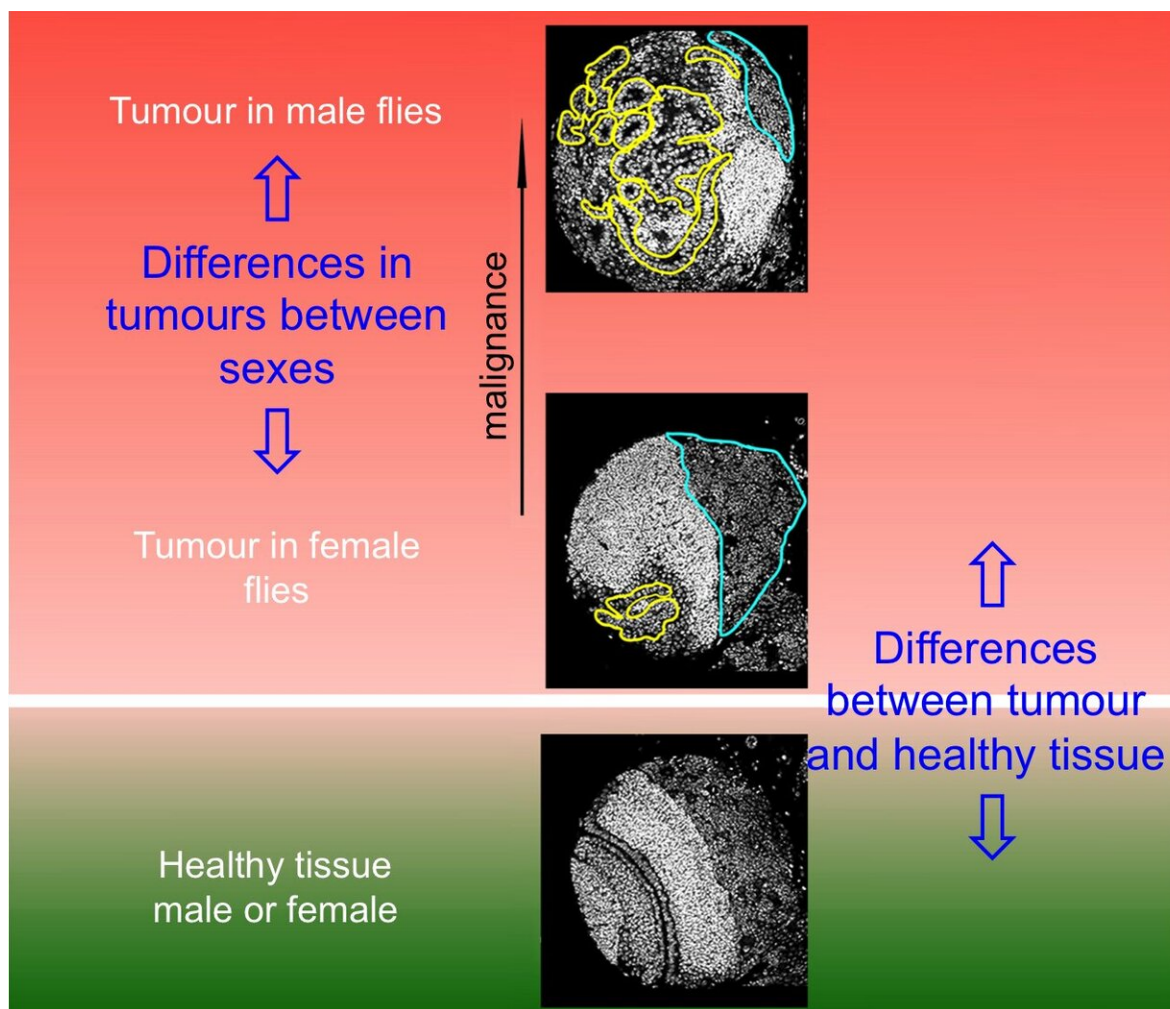 Tumour in male flies
Differences in
tumours between
sexes
malignance
Tumour in female
flies
Differences
between tumour
and healthy tissue
Healthy tissue
male or female